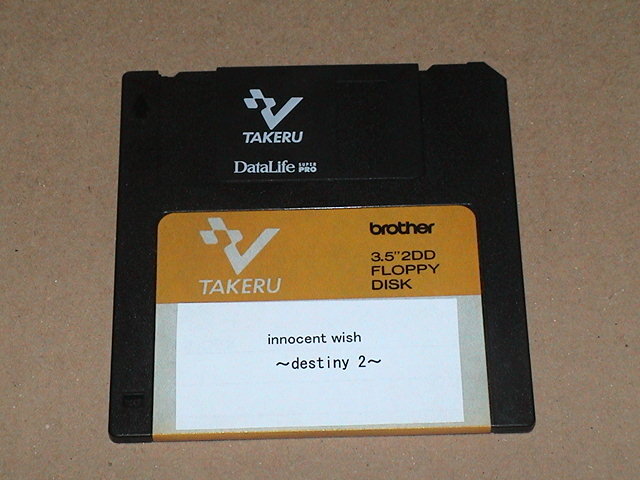 TAKERU
DataLife SUPER PRO
TAKERU
brother
3.5"2DD
FLOPPY
DISK
innocent wish
～destiny 2～